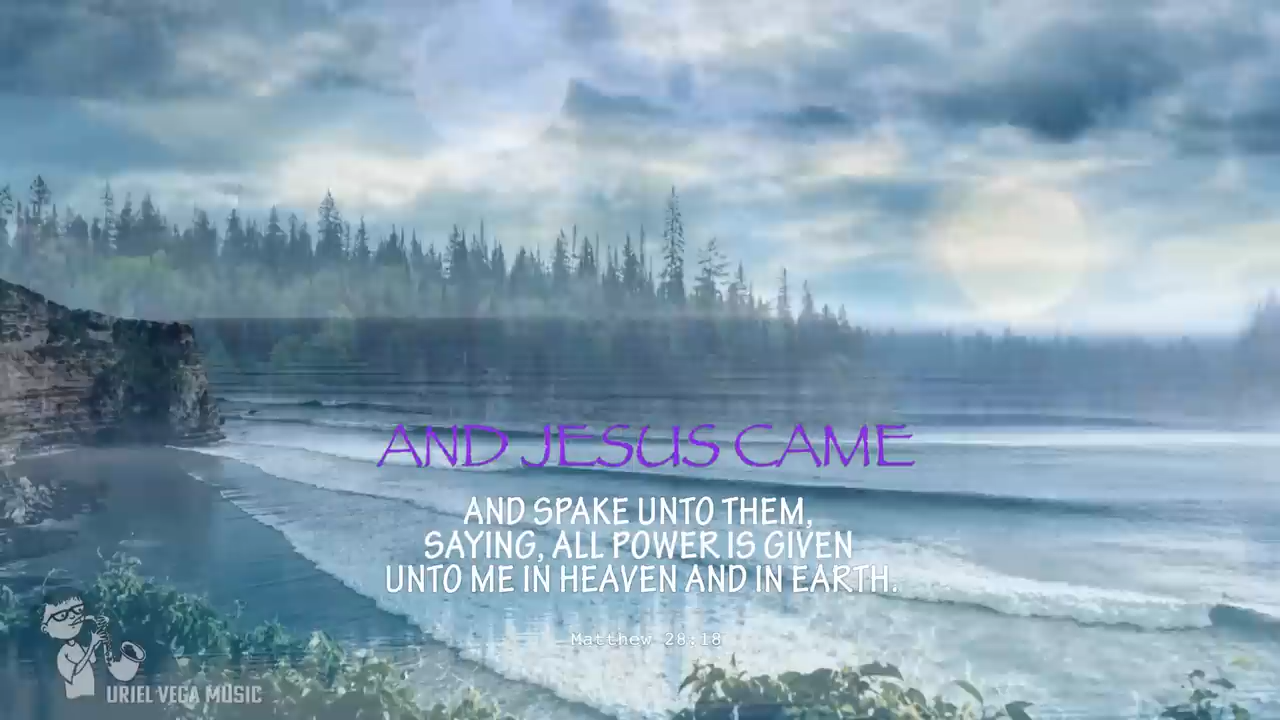 AND JESUS CAME
AND SPAKE UNTO THEM,
SAYING, ALL POWER IS GIVEN
UNTO ME IN HEAVEN AND IN EARTH.
Matthew 28:18
URIEL VEGA MUSIC